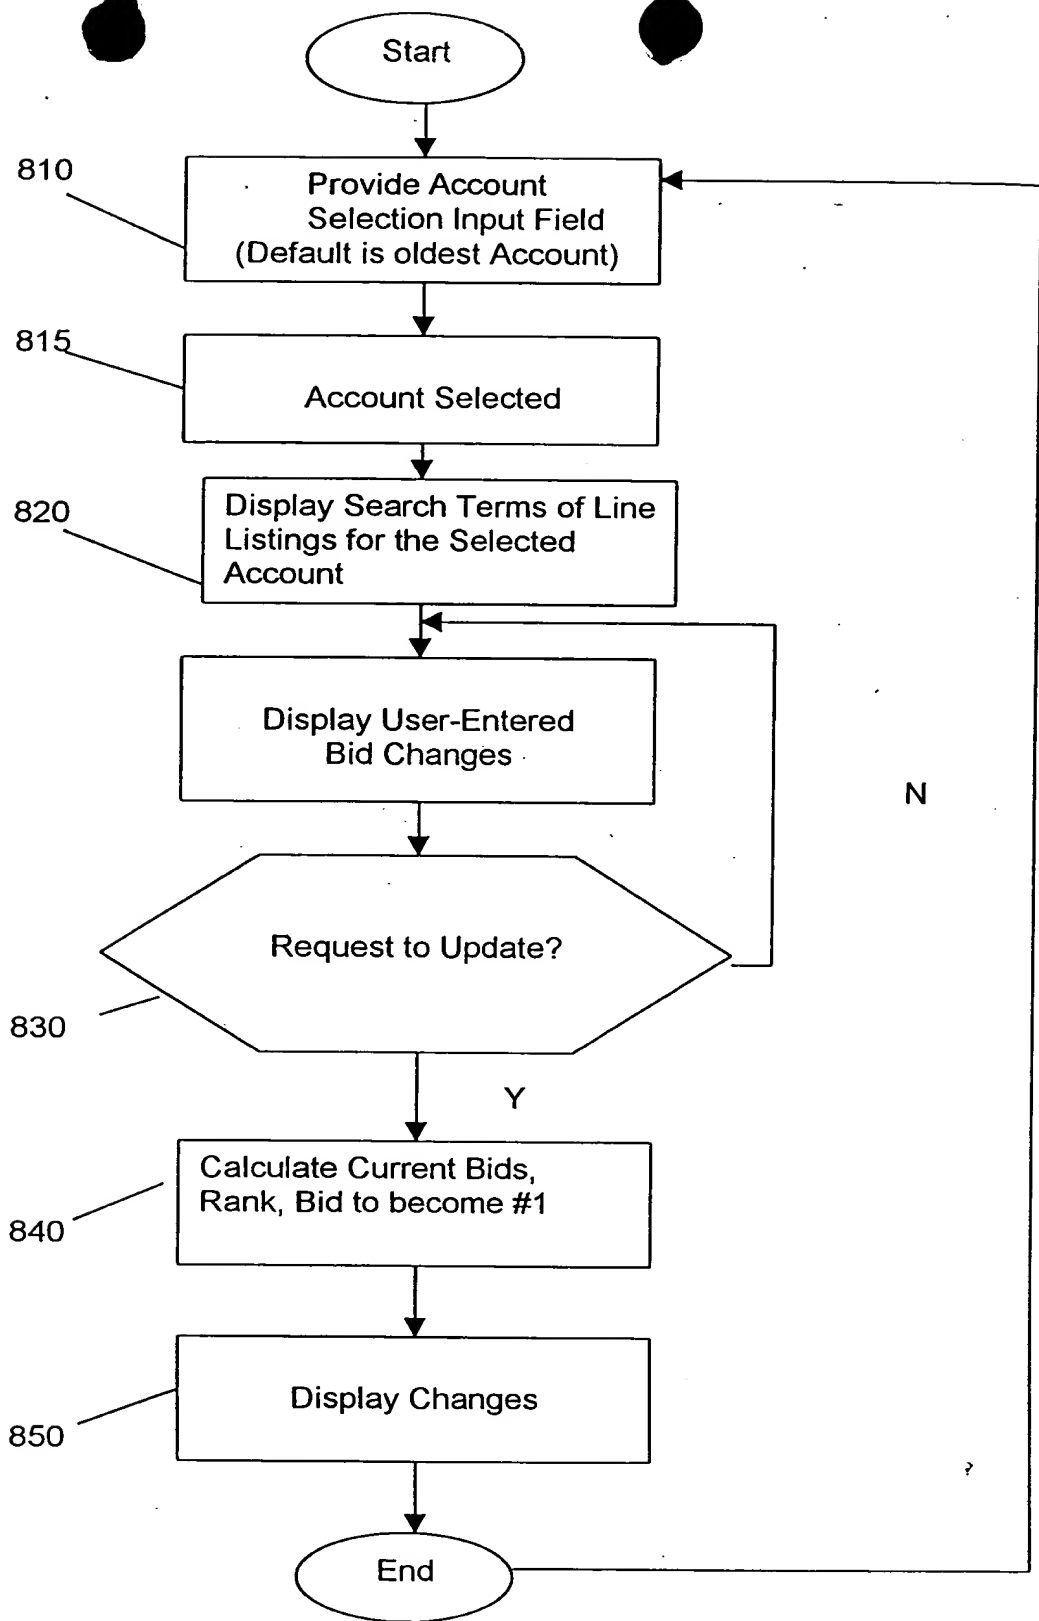 Start
810
Provide Account
Selection Input Field
(Default is oldest Account)
815
Account Selected
820
Display Search Terms of Line
Listings for the Selected
Account
Display User-Entered
Bid Changes
N
Request to Update?
830
Y
Calculate Current Bids,
Rank, Bid to become #1
840
Display Changes
850
End